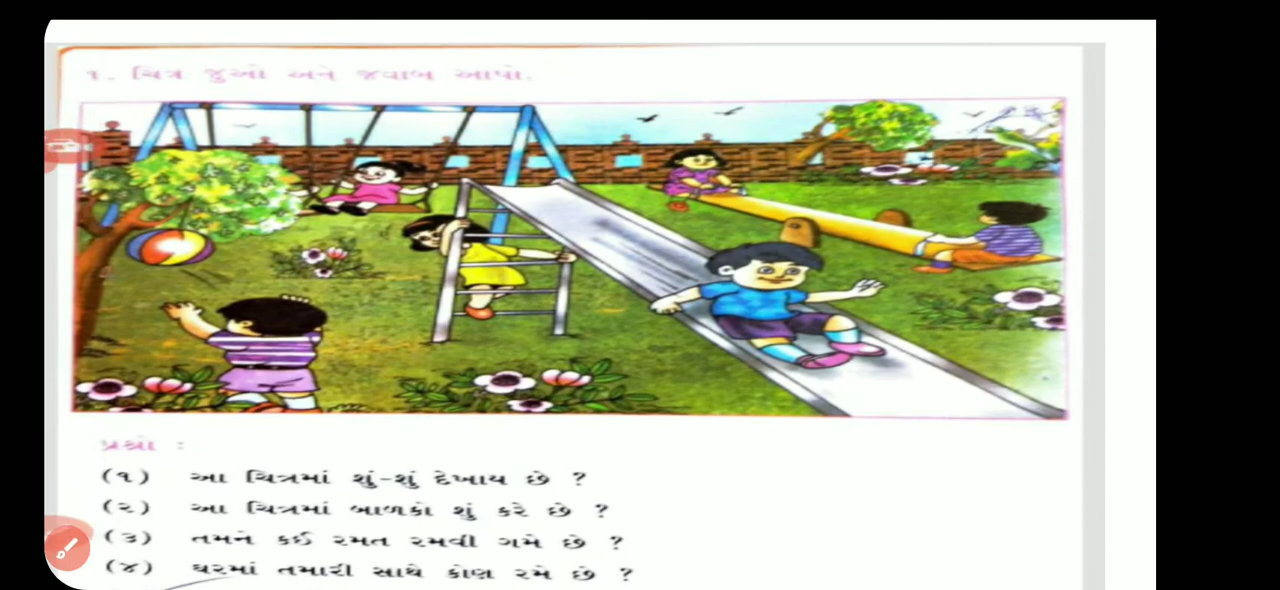 ૧. ચિત્ર જુઓ અને જવાબ આપો.
પ્રશ્નો :
(૧) આ ચિત્રમાં શું-શું દેખાય છે ?
(૨) આ ચિત્રમાં બાળકો શું કરે છે ?
(૩) તમને કઈ રમત રમવી ગમે છે ?
(૪) ઘરમાં તમારી સાથે કોણ રમે છે ?